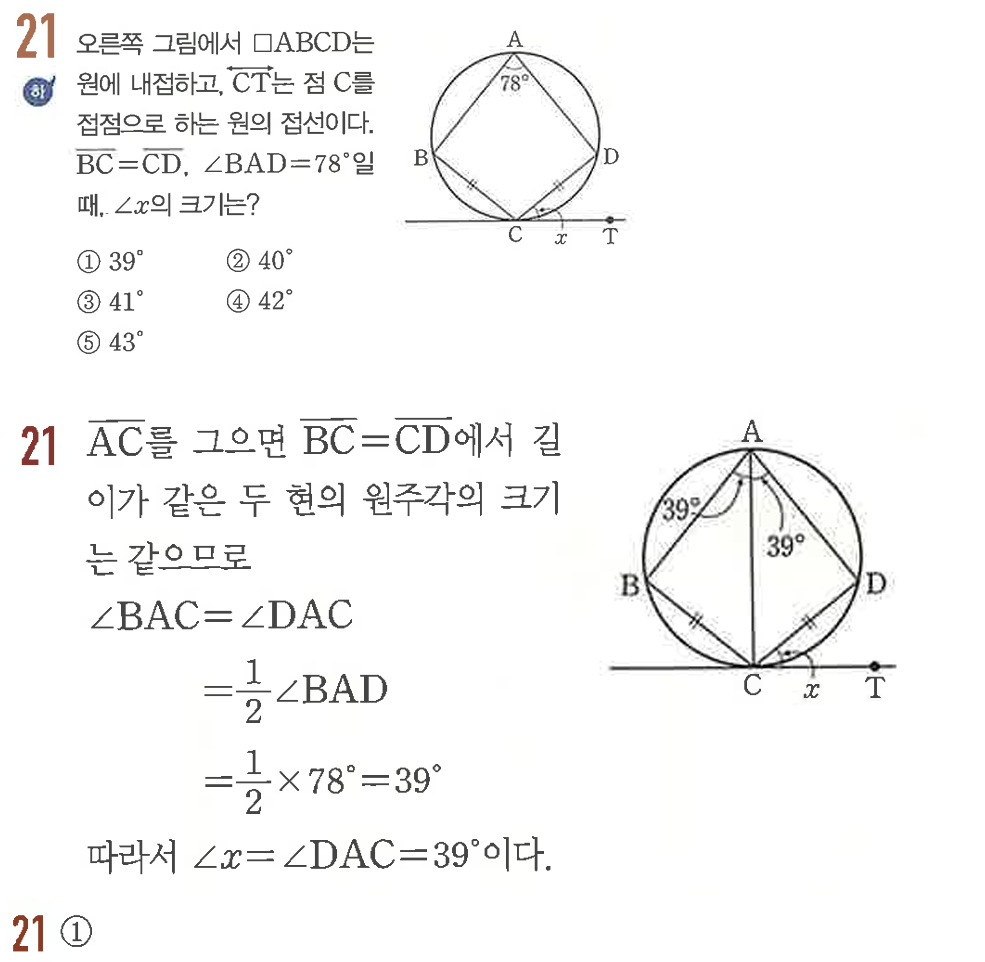 21
오른쪽 그림에서 □ABCD는
하
원에 내접하고, CT는 점 C를
접점으로 하는 원의 접선이다.
BC=CD, ∠BAD=78°일
때, ∠x의 크기는?
① 39° ② 40°
③ 41° ④ 42°
⑤ 43°
A
78°
B
D
C
x
T
21
AC를 그으면 BC=CD에서 길
이가 같은 두 현의 원주각의 크기
는 같으므로
∠BAC=∠DAC
=1/2∠BAD
=1/2×78°=39°
따라서 ∠x=∠DAC=39°이다.
A
39°
39°
B
D
C
x
T
21 ①